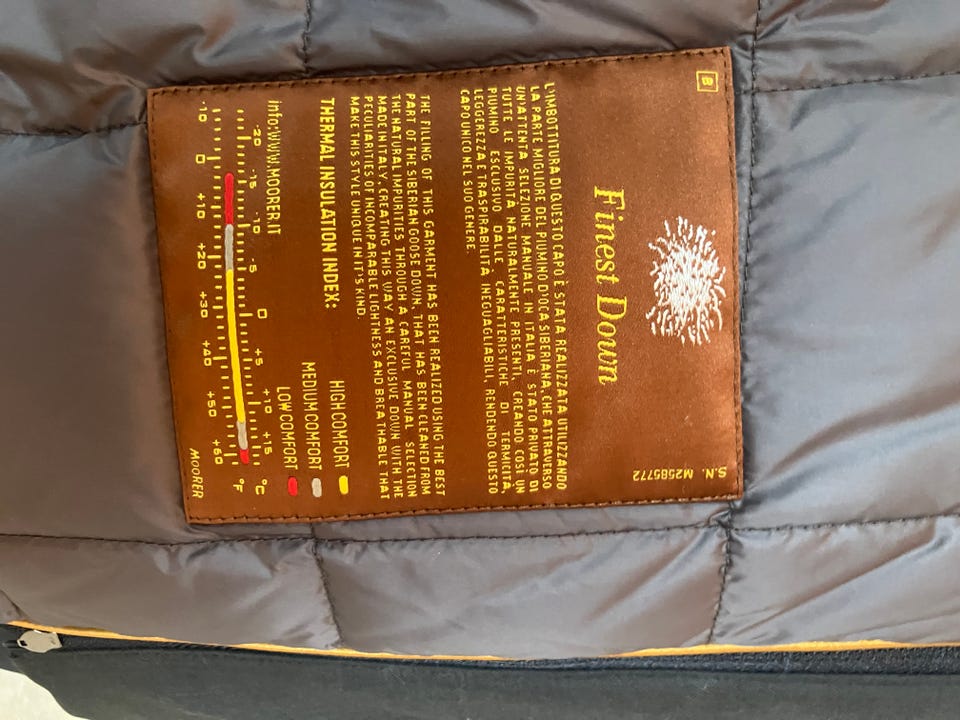 B
S.N. M25585772
Finest Down
L'IMBOTTITURA DI QUESTO CAPO È STATA REALIZZATA UTILIZZANDO
LA PARTE MIGLIORE DEL PIUMINO D'OCA SIBERIANA, CHE ATTRAVERSO
UN'ATTENTA SELEZIONE MANUALE IN ITALIA È STATO PRIVATO DI
TUTTE LE IMPURITÀ NATURALMENTE PRESENTI, CREANDO COSÌ UN
PIUMINO ESCLUSIVO DALLE CARATTERISTICHE DI TERMICITÀ,
LEGGEREZZA E TRASPIRABILITÀ INEGUAGLIABILI, RENDENDO QUESTO
CAPO UNICO NEL SUO GENERE.
THE FILLING OF THIS GARMENT HAS BEEN REALIZED USING THE BEST
PART OF THE SIBERIAN GOOSE DOWN, THAT HAS BEEN CLEANED FROM
THE NATURAL IMPURITIES THROUGH A CAREFUL MANUAL SELECTION
MADE IN ITALY, CREATING THIS WAY AN EXCLUSIVE DOWN WITH THE
PECULIARITIES OF INCOMPARABLE LIGHTNESS AND BREATHABLE THAT
MAKE THIS STYLE UNIQUE IN IT'S KIND.
THERMAL INSULATION INDEX:
HIGH COMFORT
MEDIUM COMFORT
LOW COMFORT
info: WWW.MOORER.IT
-20 -15 -10 -5 0 +5 +10 +15 °C
-10 0 +10 +20 +30 +40 +50 +60 °F
MOORER